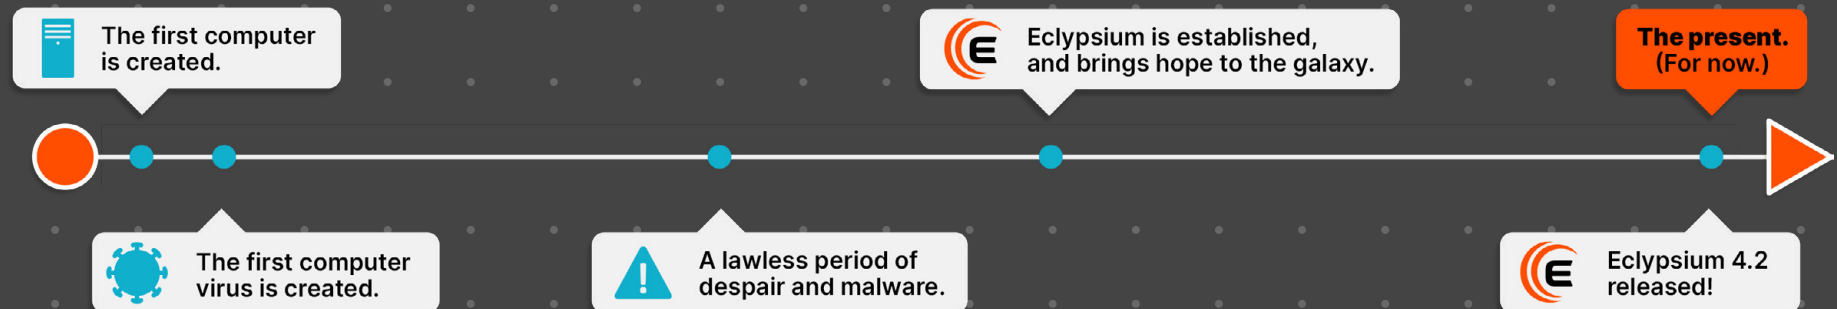 The first computer
is created.
The first computer
virus is created.
!
A lawless period of
despair and malware.
E
Eclypsium is established,
and brings hope to the galaxy.
The present.
(For now.)
E
Eclypsium 4.2
released!